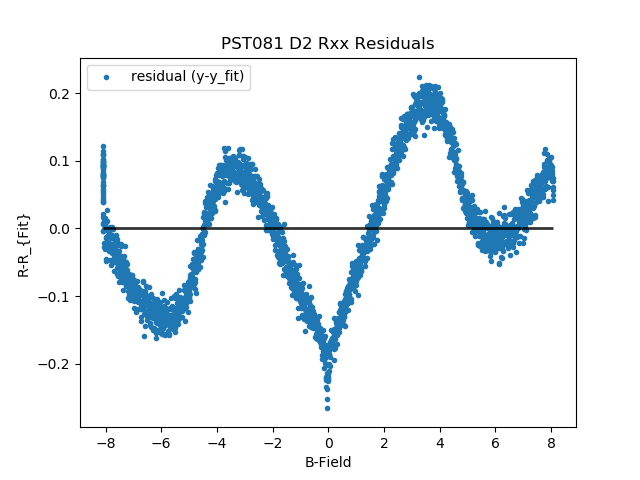 PST081 D2 Rxx Residuals
residual (y-y_fit)
0.2
0.1
0.0
−0.1
−0.2
R-R_{Fit}
−8 −6 −4 −2 0 2 4 6 8
B-Field